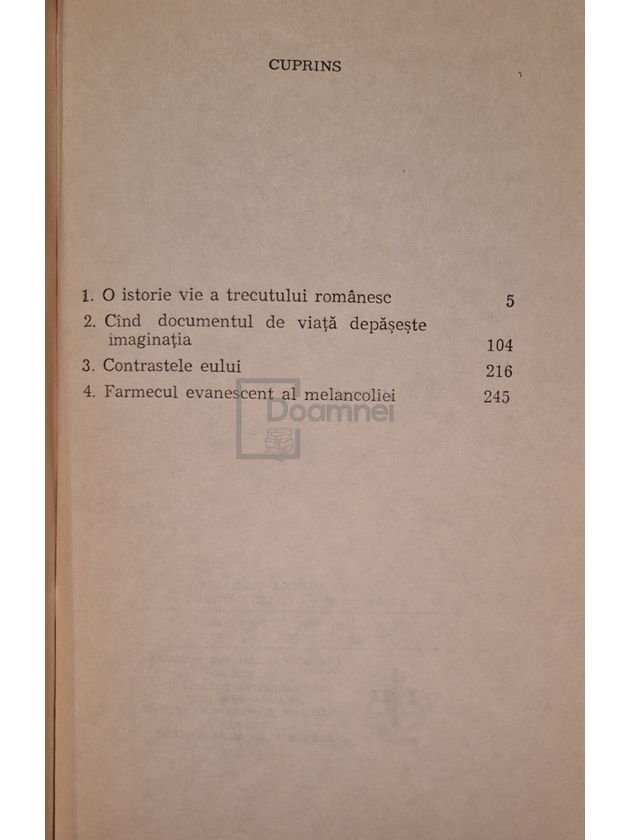 CUPRINS
1. O istorie vie a trecutului românesc 5
2. Cînd documentul de viață depășește
imaginația 104
3. Contrastele eului 216
4. Farmecul evanescent al melancoliei 245
Doamnei